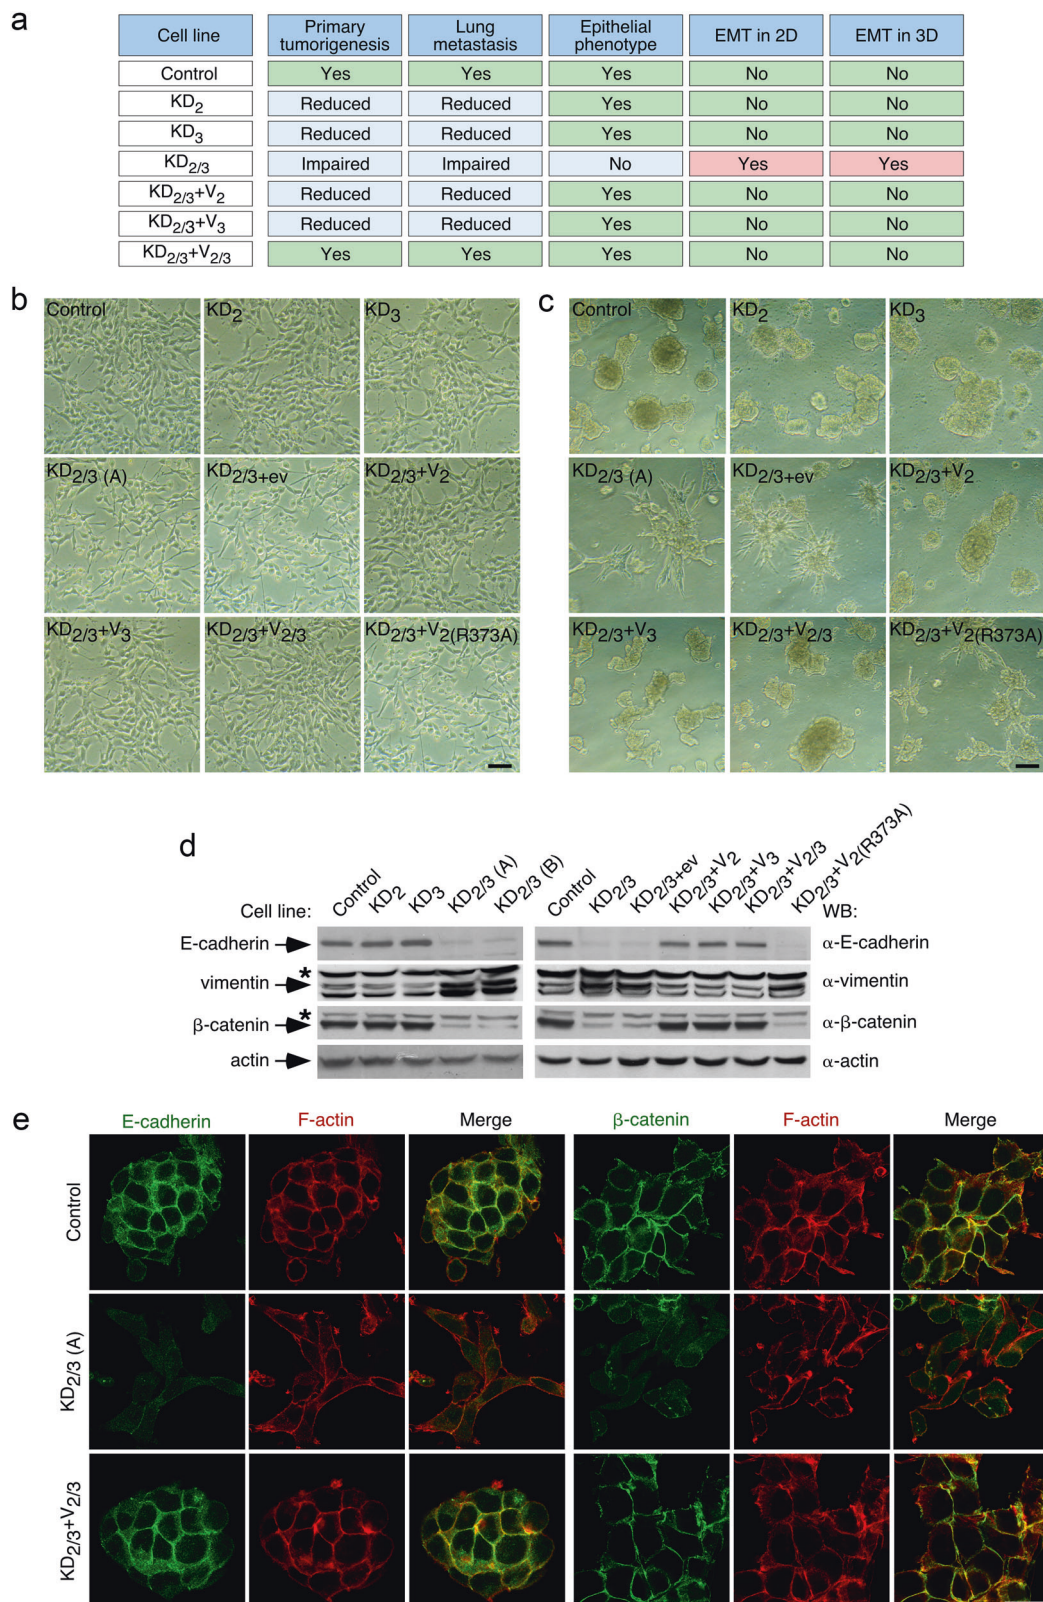 a
Cell line Primary tumorigenesis Lung metastasis Epithelial phenotype EMT in 2D EMT in 3D
Control Yes Yes Yes No No
KD2 Reduced Reduced Yes No No
KD3 Reduced Reduced Yes No No
KD2/3 Impaired Impaired No Yes Yes
KD2/3+V2 Reduced Reduced Yes No No
KD2/3+V3 Reduced Reduced Yes No No
KD2/3+V2/3 Yes Yes Yes No No
b
Control KD2 KD3
KD2/3 (A) KD2/3+ev KD2/3+V2
KD2/3+V3 KD2/3+V2/3 KD2/3+V2(R373A)
c
Control KD2 KD3
KD2/3 (A) KD2/3+ev KD2/3+V2
KD2/3+V3 KD2/3+V2/3 KD2/3+V2(R373A)
d
Cell line: Control KD2 KD3 KD2/3 (A) KD2/3 (B) Control KD2/3 KD2/3+ev KD2/3+V2 KD2/3+V3 KD2/3+V2/3 KD2/3+V2(R373A) WB:
E-cadherin α-E-cadherin
*
vimentin α-vimentin
*
β-catenin α-β-catenin
actin α-actin
e
E-cadherin F-actin Merge β-catenin F-actin Merge
Control
KD2/3 (A)
KD2/3+V2/3